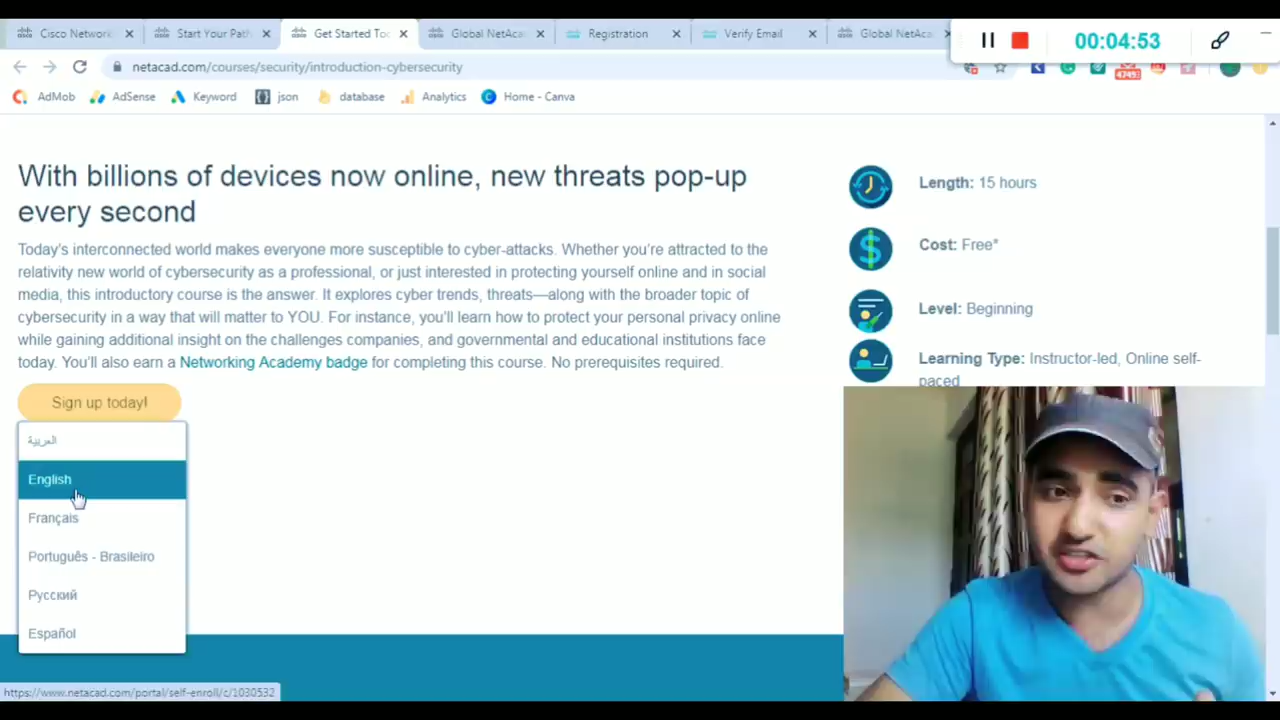 Cisco Network
Start Your Path
Get Started Too
Global NetAca
Registration
Verify Email
Global NetAca
00:04:53
netacad.com/courses/security/introduction-cybersecurity
47493
AdMob
AdSense
Keyword
json
database
Analytics
Home - Canva
With billions of devices now online, new threats pop-up
every second
Today's interconnected world makes everyone more susceptible to cyber-attacks. Whether you're attracted to the
relativity new world of cybersecurity as a professional, or just interested in protecting yourself online and in social
media, this introductory course is the answer. It explores cyber trends, threats—along with the broader topic of
cybersecurity in a way that will matter to YOU. For instance, you'll learn how to protect your personal privacy online
while gaining additional insight on the challenges companies, and governmental and educational institutions face
today. You'll also earn a Networking Academy badge for completing this course. No prerequisites required.
Length: 15 hours
Cost: Free*
Level: Beginning
Learning Type: Instructor-led, Online self-
paced
Sign up today!
العربية
English
Français
Português - Brasileiro
Русский
Español
https://www.netacad.com/portal/self-enroll/c/1030532